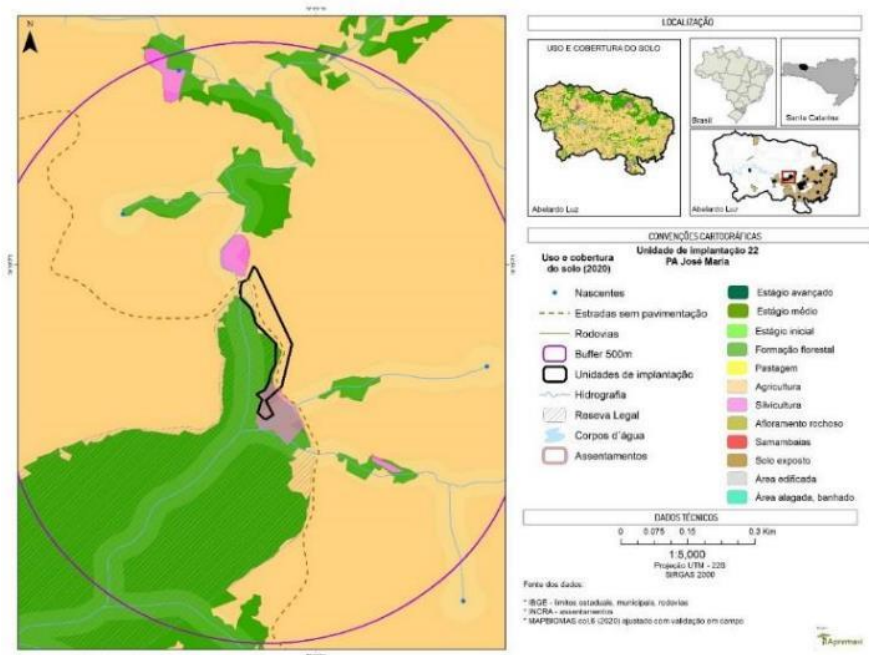 N
LOCALIZAÇÃO
USO E COBERTURA DO SOLO
Abelardo Luz
Brasil
Santa Catarina
Abelardo Luz
CONVENÇÕES CARTOGRÁFICAS
Uso e cobertura do solo (2020)
Unidade de implantação 22
PA José Maria
Nascentes
Estradas sem pavimentação
Rodovias
Buffer 500m
Unidades de implantação
Hidrografia
Reserva Legal
Corpos d´água
Assentamentos
Estágio avançado
Estágio médio
Estágio inicial
Formação florestal
Pastagem
Agricultura
Silvicultura
Afloramento rochoso
Samambaias
Solo exposto
Área edificada
Área alagada, banhado
DADOS TÉCNICOS
0 0.075 0.15 0.3 Km
1:5,000
Projeção UTM - 22S
SIRGAS 2000
Fonte dos dados:
* IBGE - limites estaduais, municipais, rodovias
* INCRA - assentamentos
* MAPBIOMAS col.6 (2020) ajustado com validação em campo
Apremavi